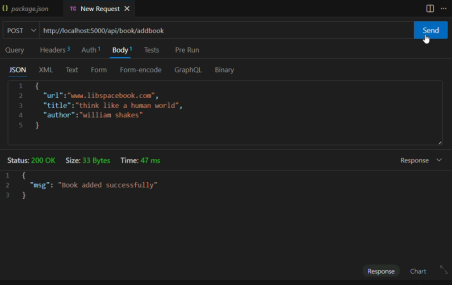 {} package.json
TC New Request ×
POST http://localhost:5000/api/book/addbook Send
Query Headers 3 Auth 1 Body 1 Tests Pre Run
JSON XML Text Form Form-encode GraphQL Binary
1 {
2 "url":"www.libspacebook.com",
3 "title":"think like a human world",
4 "author":"william shakes"
5 }
Status: 200 OK Size: 33 Bytes Time: 47 ms Response
1 {
2 "msg": "Book added successfully"
3 }
Response Chart